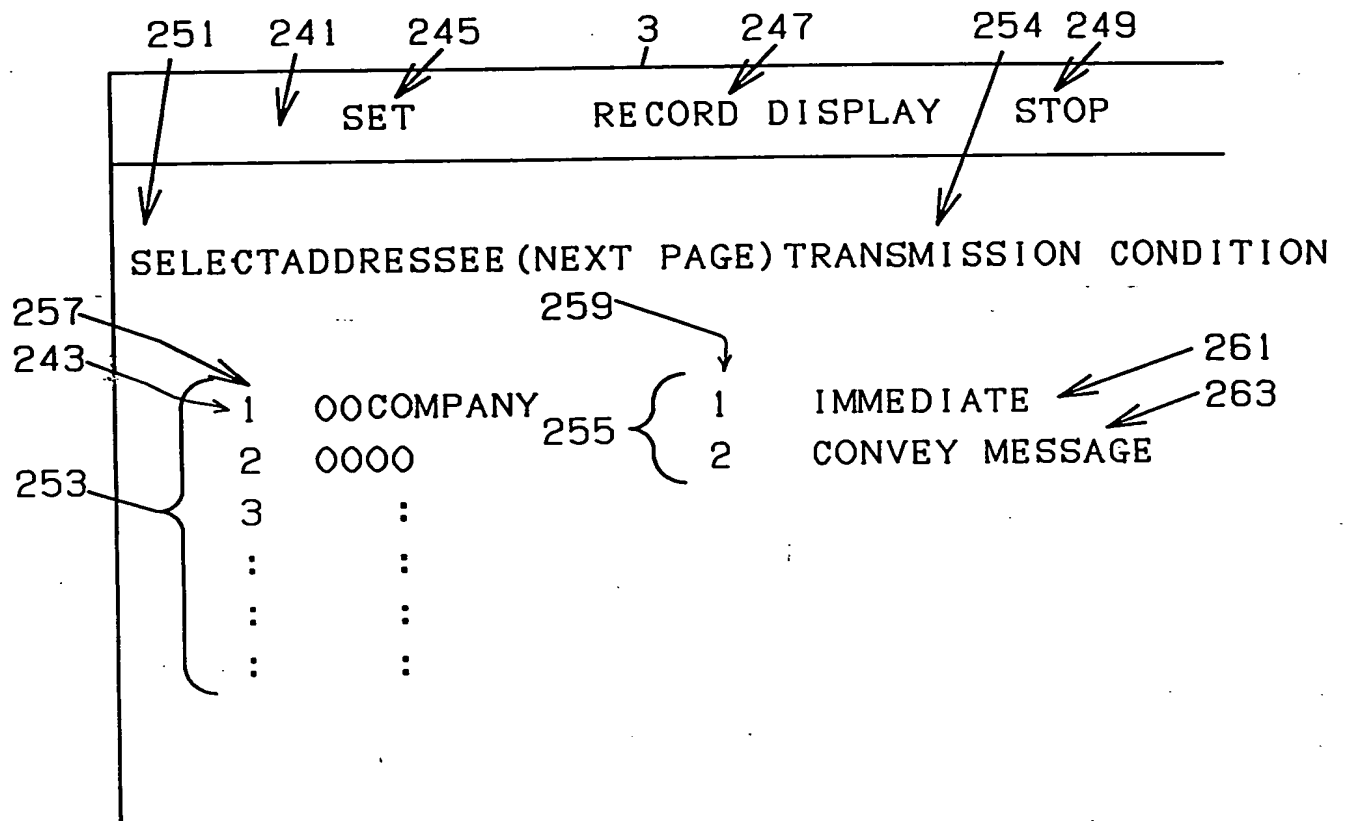 251 241 245 3 247 254 249
SET RECORD DISPLAY STOP
SELECTADDRESSEE(NEXT PAGE)TRANSMISSION CONDITION
257 259
243 261
1 OOCOMPANY 255 1 IMMEDIATE 263
2 OOOO 2 CONVEY MESSAGE
253
3 :
: :
: :
: :